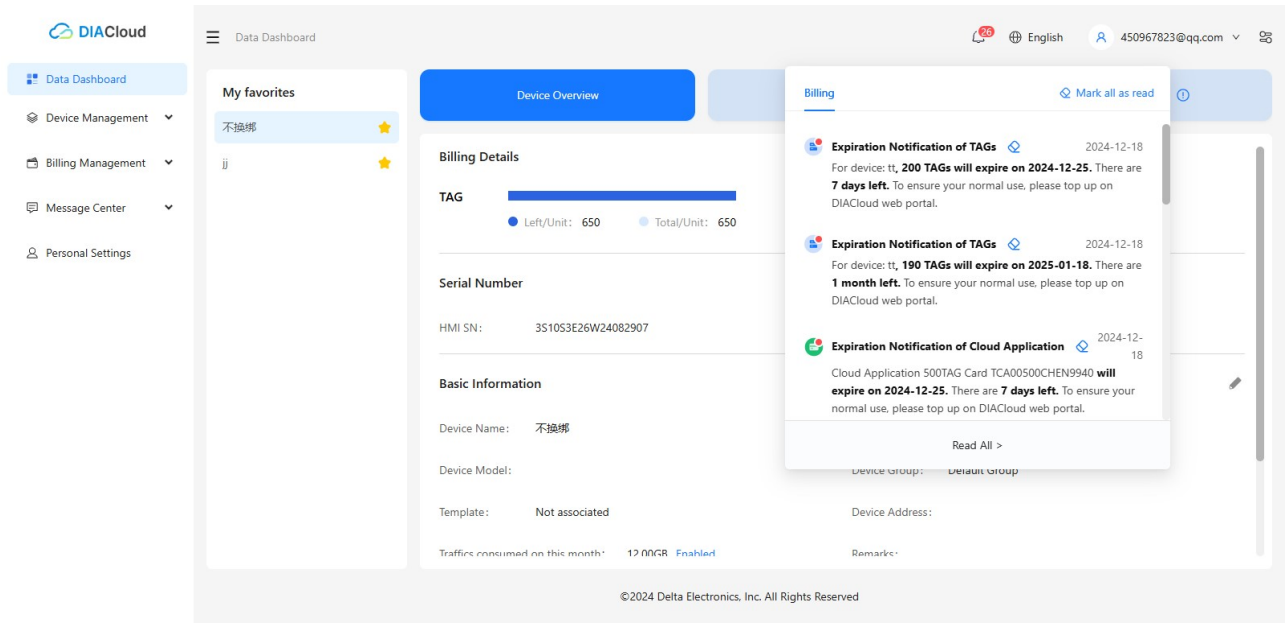 DIACloud
Data Dashboard
26
English
450967823@qq.com
Data Dashboard
Device Management
Billing Management
Message Center
Personal Settings
My favorites
不换绑
jj
Device Overview
Billing Details
TAG
Left/Unit: 650
Total/Unit: 650
Serial Number
HMI SN: 3S10S3E26W24082907
Basic Information
Device Name: 不换绑
Device Model:
Device Group: Default Group
Template: Not associated
Device Address:
Traffics consumed on this month: 12.00GB Enabled
Remarks:
Billing
Mark all as read
Expiration Notification of TAGs 2024-12-18
For device: tt, 200 TAGs will expire on 2024-12-25. There are
7 days left. To ensure your normal use, please top up on
DIACloud web portal.
Expiration Notification of TAGs 2024-12-18
For device: tt, 190 TAGs will expire on 2025-01-18. There are
1 month left. To ensure your normal use, please top up on
DIACloud web portal.
Expiration Notification of Cloud Application 2024-12-
18
Cloud Application 500TAG Card TCA00500CHEN9940 will
expire on 2024-12-25. There are 7 days left. To ensure your
normal use, please top up on DIACloud web portal.
Read All >
©2024 Delta Electronics, Inc. All Rights Reserved